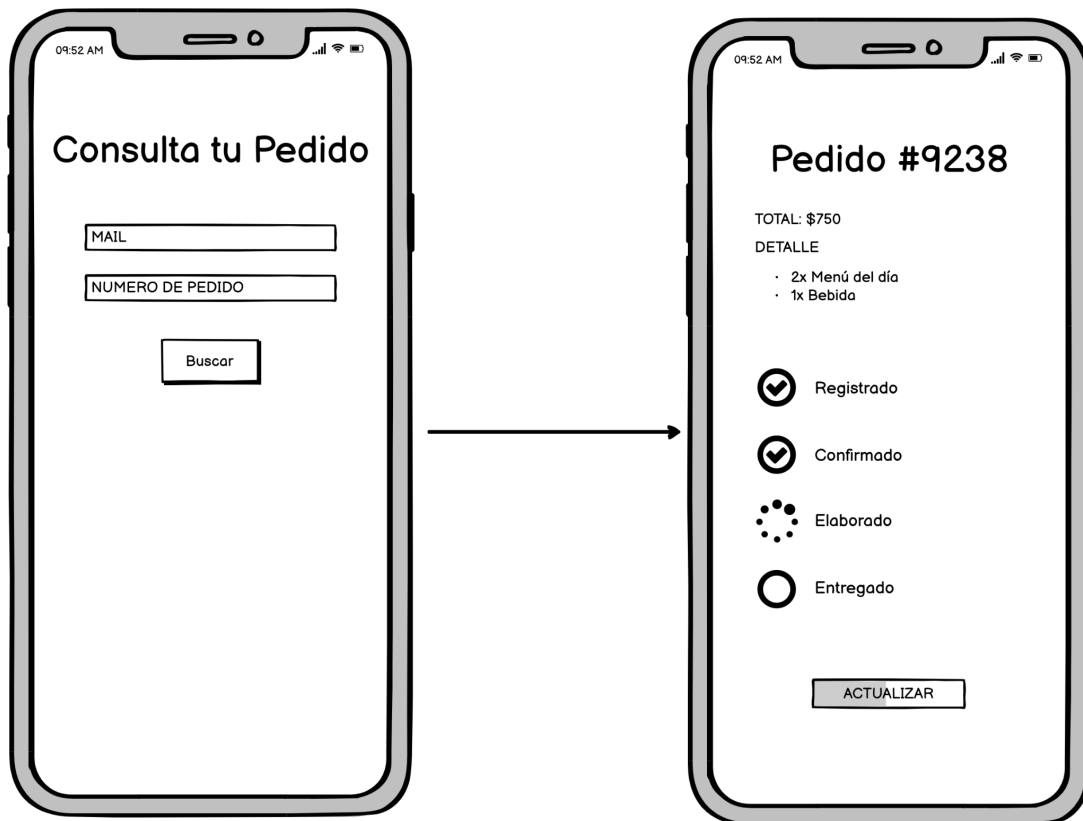 09:52 AM
Consulta tu Pedido
MAIL
NUMERO DE PEDIDO
Buscar
09:52 AM
Pedido #9238
TOTAL: $750
DETALLE
· 2x Menú del día
· 1x Bebida
Registrado
Confirmado
Elaborado
Entregado
ACTUALIZAR